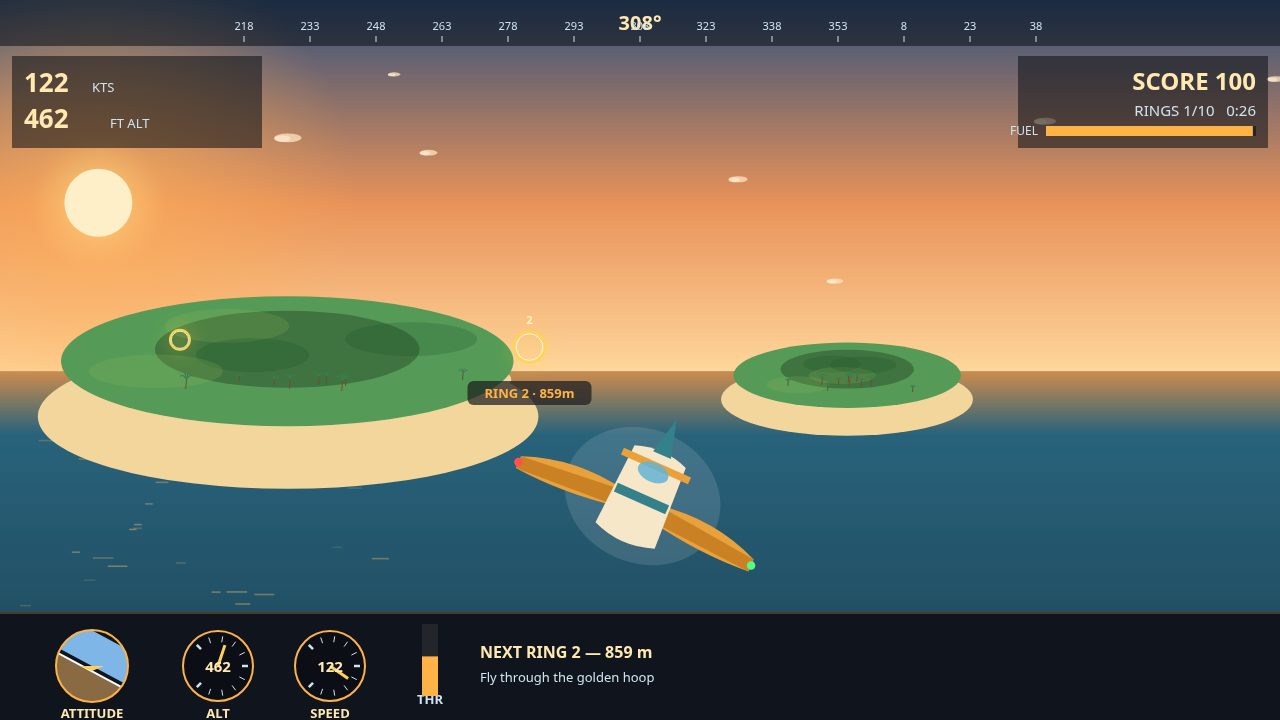 218 233 248 263 278 293 308 323 338 353 8 23 38
308°
122 KTS
462 FT ALT
SCORE 100
RINGS 1/10 0:26
FUEL
2
RING 2 · 859m
462
122
THR
ATTITUDE
ALT
SPEED
NEXT RING 2 — 859 m
Fly through the golden hoop